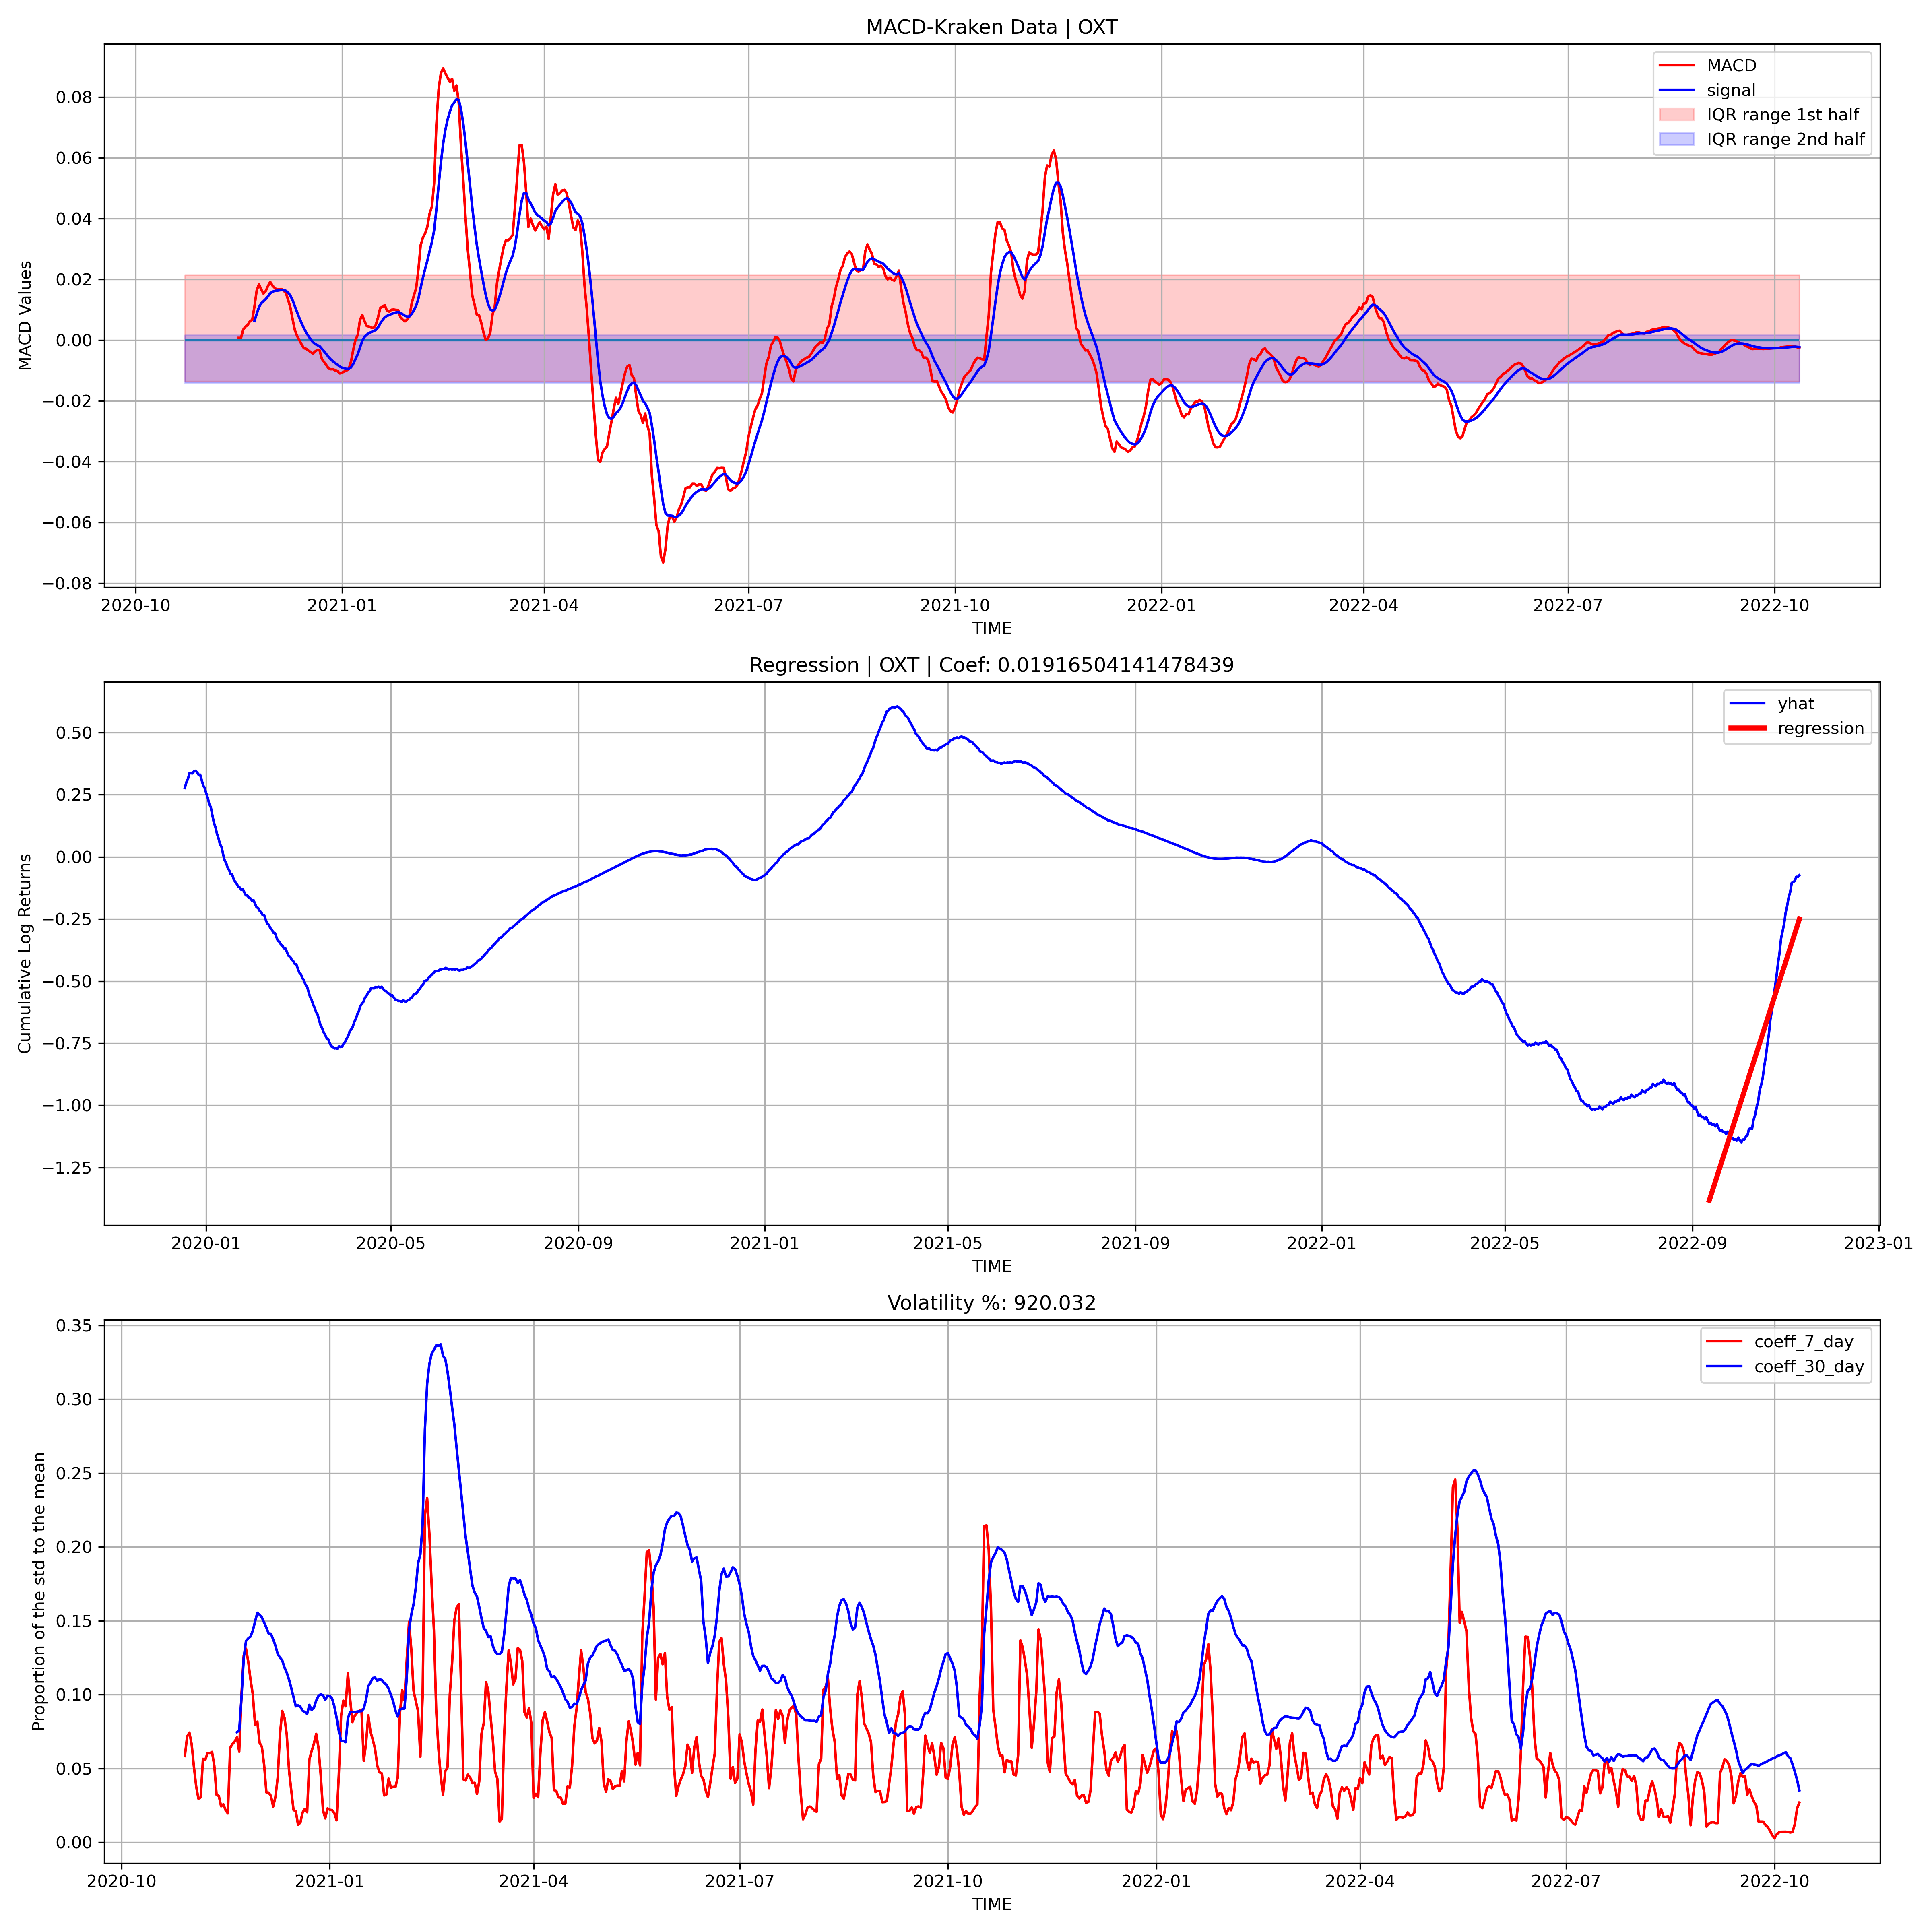 MACD-Kraken Data | OXT
MACD Values
0.08
0.06
0.04
0.02
0.00
−0.02
−0.04
−0.06
−0.08
MACD
signal
IQR range 1st half
IQR range 2nd half
2020-10 2021-01 2021-04 2021-07 2021-10 2022-01 2022-04 2022-07 2022-10
TIME
Regression | OXT | Coef: 0.01916504141478439
Cumulative Log Returns
0.50
0.25
0.00
−0.25
−0.50
−0.75
−1.00
−1.25
yhat
regression
2020-01 2020-05 2020-09 2021-01 2021-05 2021-09 2022-01 2022-05 2022-09 2023-01
TIME
Volatility %: 920.032
Proportion of the std to the mean
0.35
0.30
0.25
0.20
0.15
0.10
0.05
0.00
coeff_7_day
coeff_30_day
2020-10 2021-01 2021-04 2021-07 2021-10 2022-01 2022-04 2022-07 2022-10
TIME